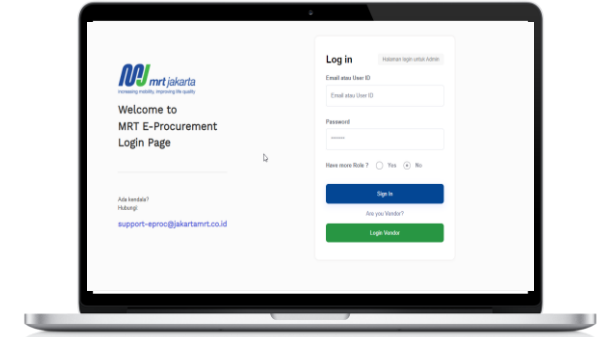 mrt jakarta
increasing mobility, improving life quality
Welcome to
MRT E-Procurement
Login Page
Ada kendala?
Hubungi
support-eproc@jakartamrt.co.id
Log in
Halaman login untuk Admin
Email atau User ID
Email atau User ID
Password
Have more Role ? Yes No
Sign In
Are you Vendor?
Login Vendor